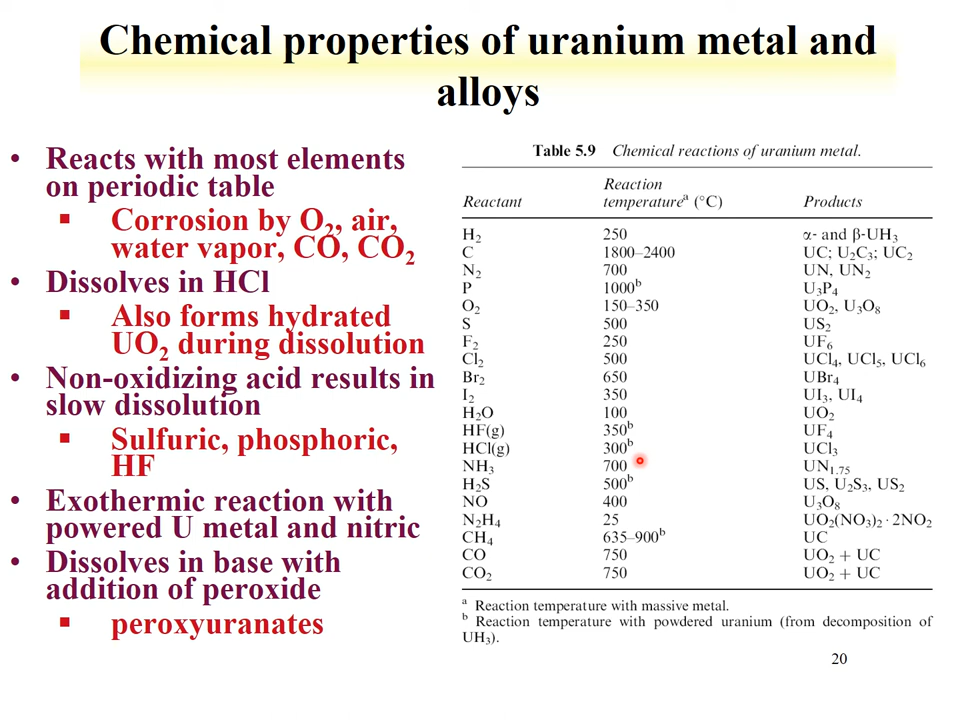 Chemical properties of uranium metal and
alloys
• Reacts with most elements
on periodic table
▪ Corrosion by O₂, air,
water vapor, CO, CO₂
• Dissolves in HCl
▪ Also forms hydrated
UO₂ during dissolution
• Non-oxidizing acid results in
slow dissolution
▪ Sulfuric, phosphoric,
HF
• Exothermic reaction with
powered U metal and nitric
• Dissolves in base with
addition of peroxide
▪ peroxyuranates
Table 5.9 Chemical reactions of uranium metal.
Reaction
Reactant temperatureᵃ (°C) Products
H₂ 250 α- and β-UH₃
C 1800–2400 UC; U₂C₃; UC₂
N₂ 700 UN, UN₂
P 1000ᵇ U₃P₄
O₂ 150–350 UO₂, U₃O₈
S 500 US₂
F₂ 250 UF₆
Cl₂ 500 UCl₄, UCl₅, UCl₆
Br₂ 650 UBr₄
I₂ 350 UI₃, UI₄
H₂O 100 UO₂
HF(g) 350ᵇ UF₄
HCl(g) 300ᵇ UCl₃
NH₃ 700 UN₁.₇₅
H₂S 500ᵇ US, U₂S₃, US₂
NO 400 U₃O₈
N₂H₄ 25 UO₂(NO₃)₂ · 2NO₂
CH₄ 635–900ᵇ UC
CO 750 UO₂ + UC
CO₂ 750 UO₂ + UC
ᵃ Reaction temperature with massive metal.
ᵇ Reaction temperature with powdered uranium (from decomposition of
UH₃).
20